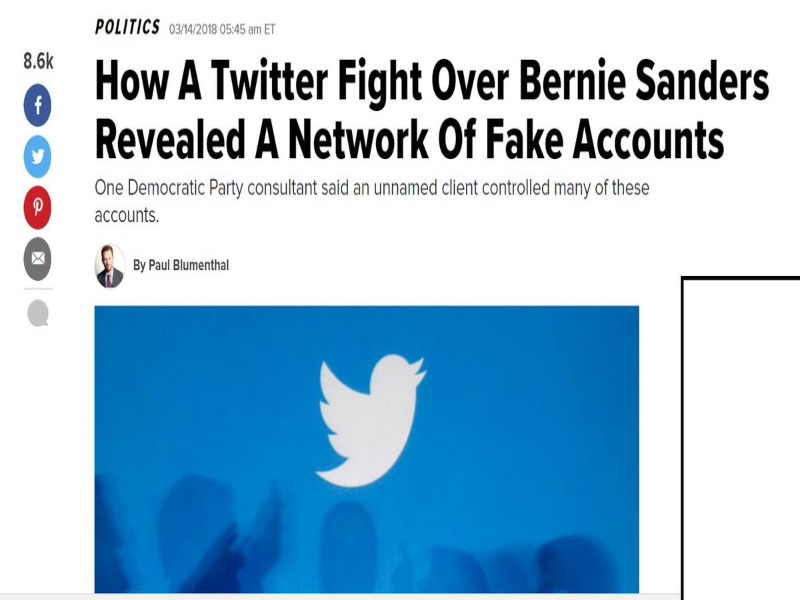 POLITICS 03/14/2018 05:45 am ET
8.6k
How A Twitter Fight Over Bernie Sanders
Revealed A Network Of Fake Accounts
One Democratic Party consultant said an unnamed client controlled many of these
accounts.
By Paul Blumenthal